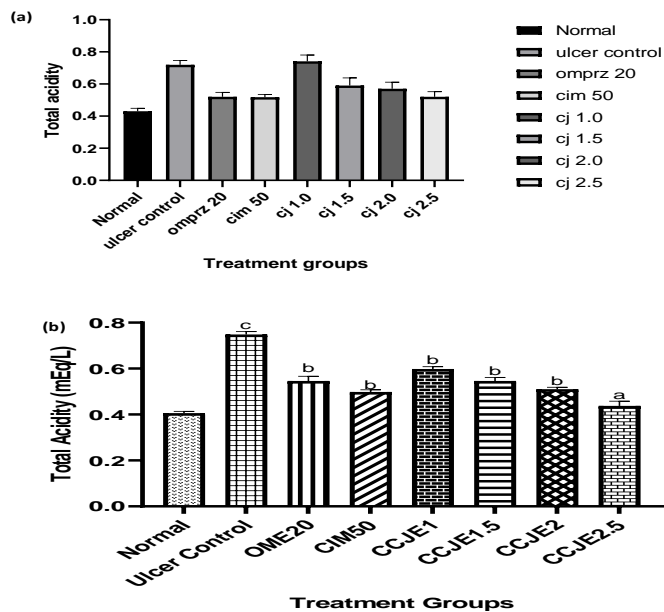 (a)
Total acidity
1.0
0.8
0.6
0.4
0.2
0.0
Normal
ulcer control
omprz 20
cim 50
cj 1.0
cj 1.5
cj 2.0
cj 2.5
Treatment groups
Normal
ulcer control
omprz 20
cim 50
cj 1.0
cj 1.5
cj 2.0
cj 2.5
(b)
Total Acidity (mEq/L)
0.8
0.6
0.4
0.2
0.0
c
b
b
b
b
b
a
Normal
Ulcer Control
OME20
CIM50
CCJE1
CCJE1.5
CCJE2
CCJE2.5
Treatment Groups